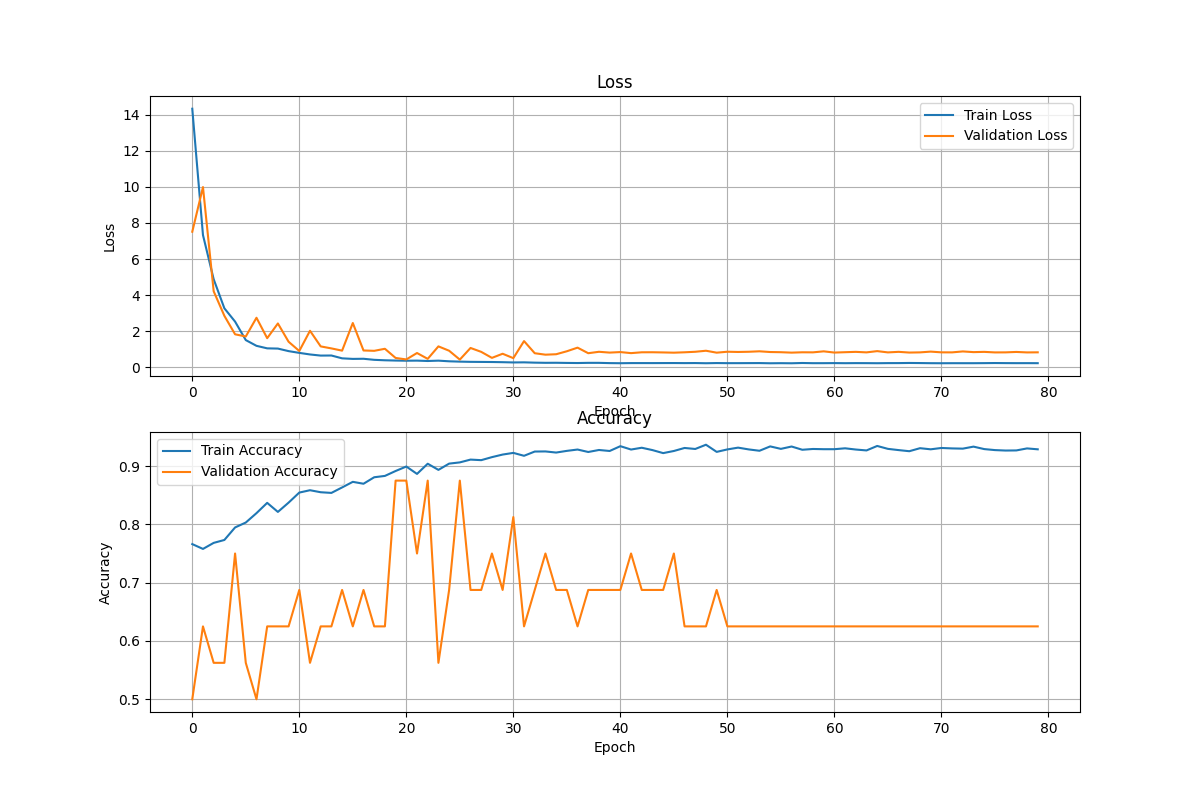 Loss
14
12
10
8
6
4
2
0
Loss
Train Loss
Validation Loss
0 10 20 30 40 50 60 70 80
Epoch
Accuracy
0.9
0.8
0.7
0.6
0.5
Accuracy
Train Accuracy
Validation Accuracy
0 10 20 30 40 50 60 70 80
Epoch